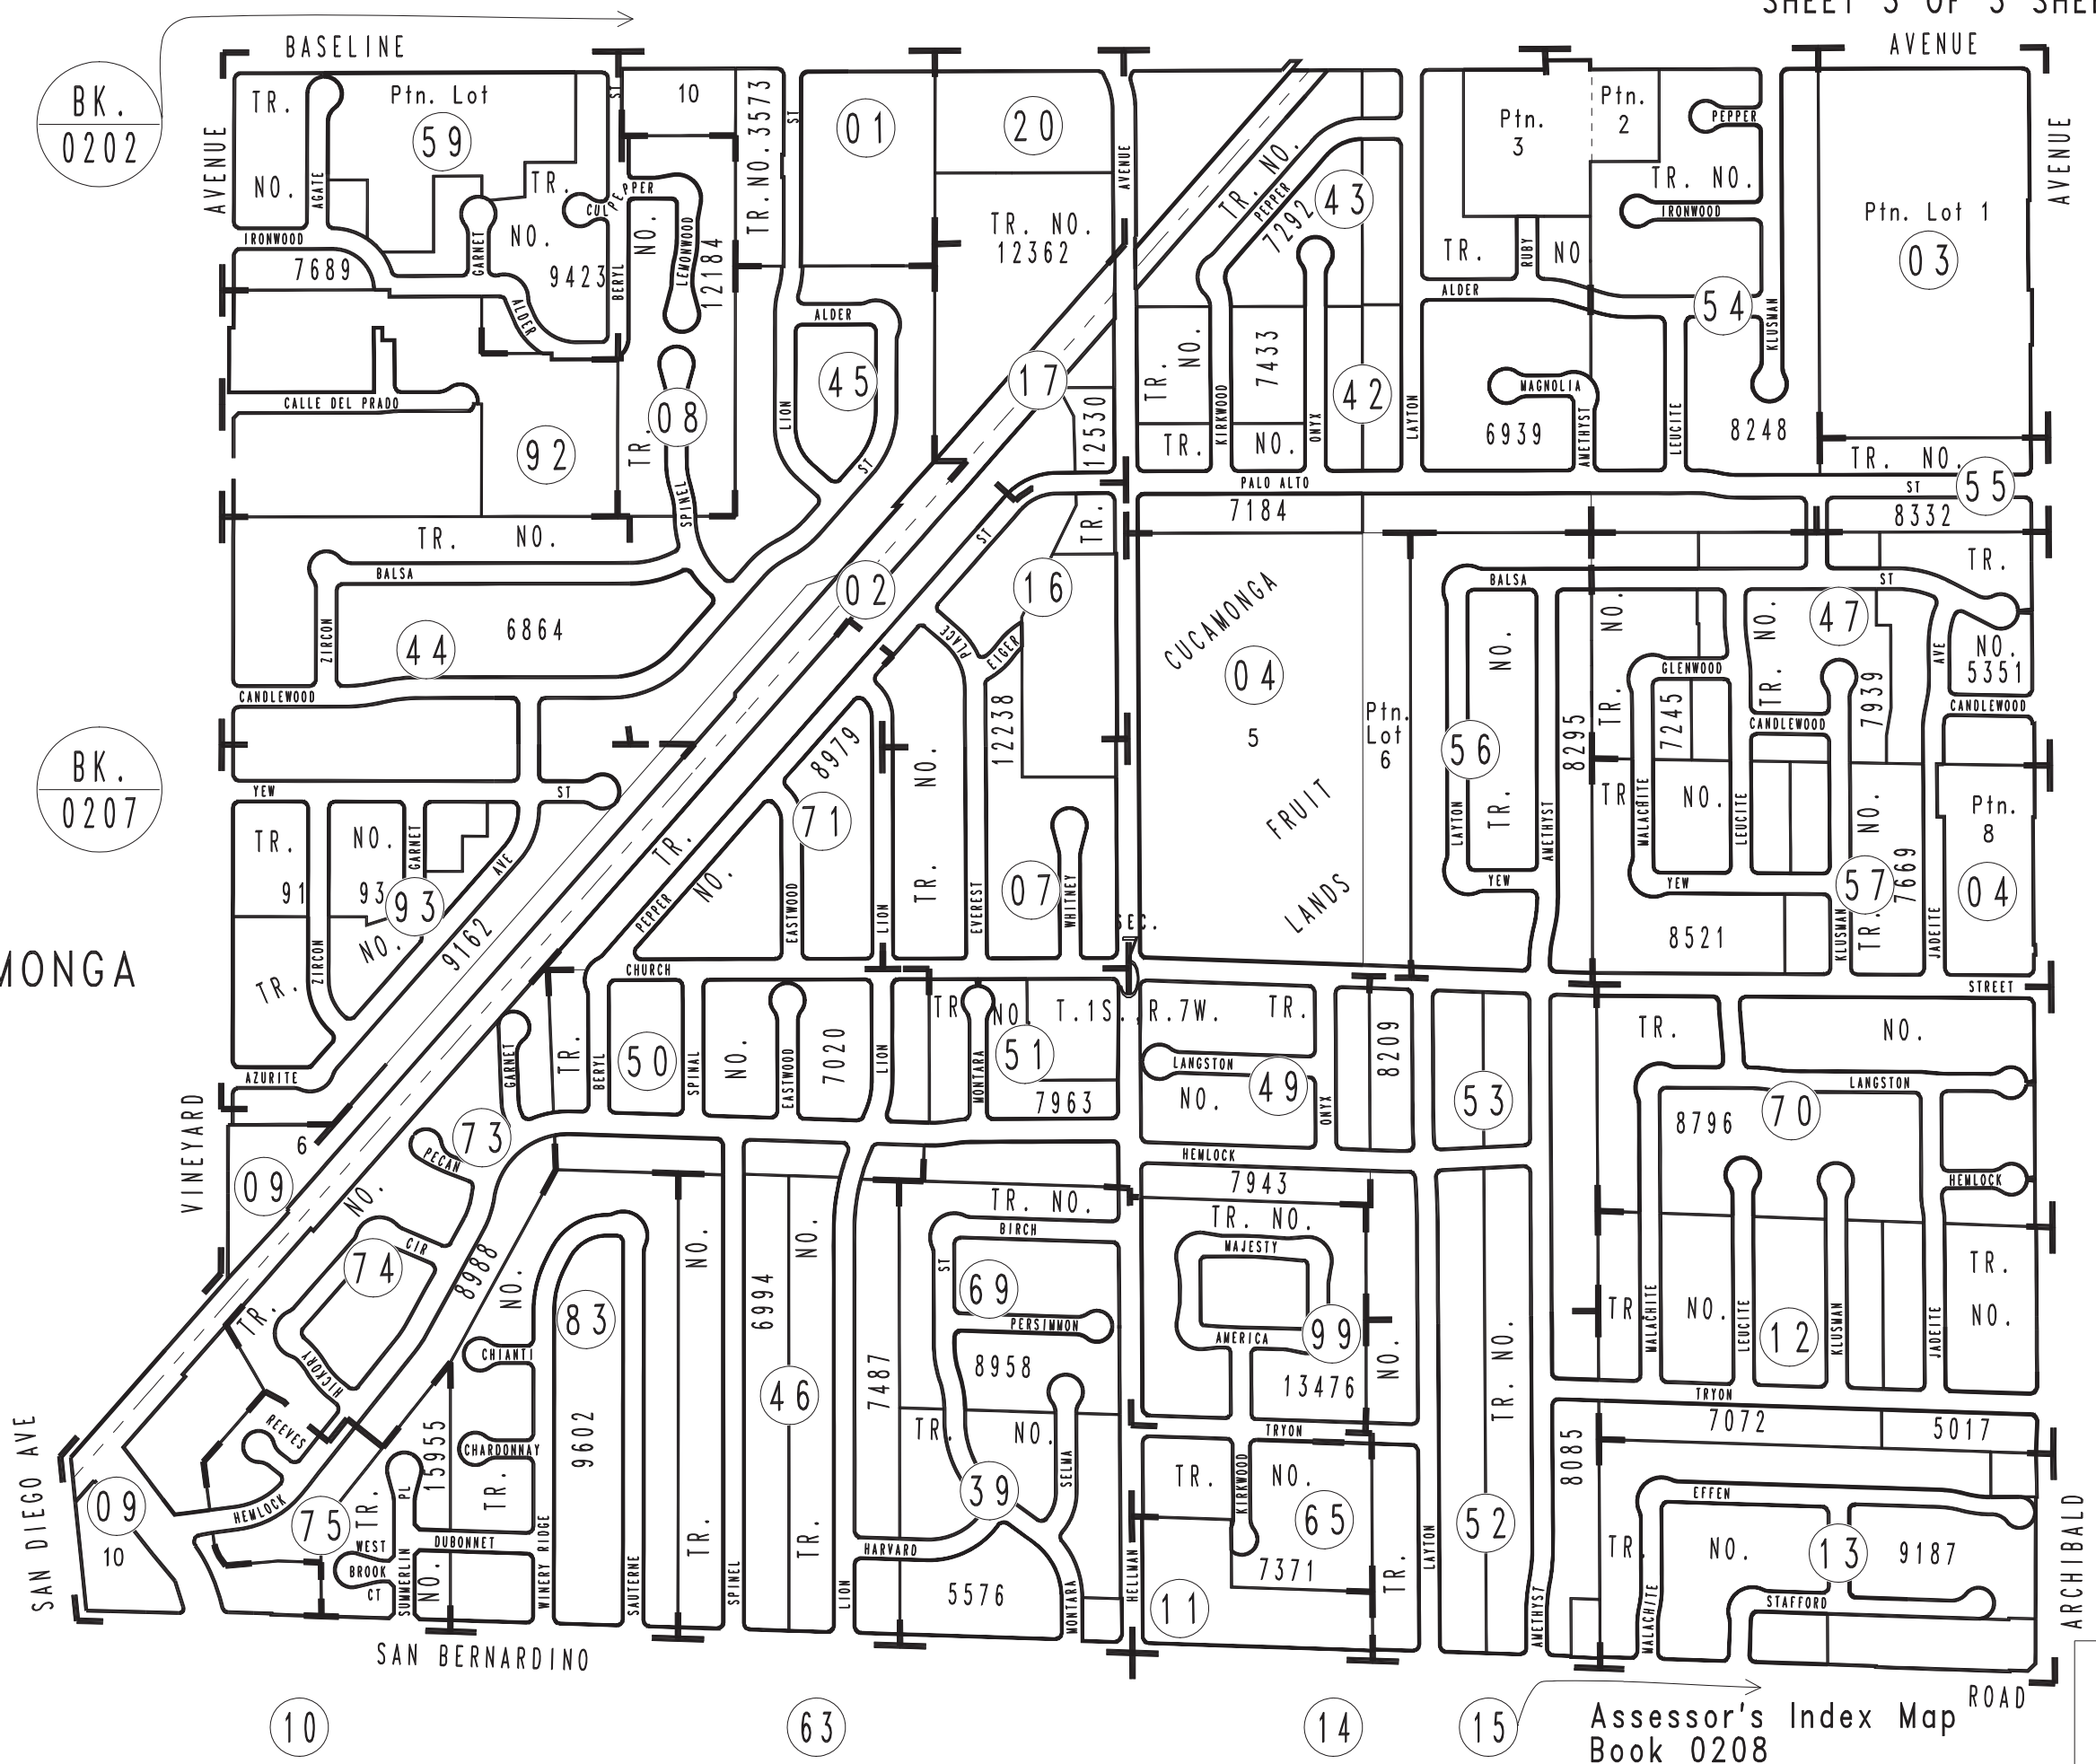 SHEET 3 OF 3
BASELINE
AVENUE
BK.
0202
TR.
Ptn. Lot
59
NO.
AGATE
AVENUE
IRONWOOD
7689
GARNET
TR.
NO.
9423
CULPEPPER
ST
BERYL
ALDER
10
TR.NO.3573
ST
NO.
LEMONWOOD
12184
01
20
TR. NO.
12362
AVENUE
TR. NO.
PEPPER
7292
43
Ptn.
3
Ptn.
2
PEPPER
TR. NO.
IRONWOOD
TR.
RUBY
NO
ALDER
54
KLUSMAN
Ptn. Lot 1
03
AVENUE
ALDER
45
LION
ST
17
12530
TR.
NO.
KIRKWOOD
7433
ONYX
42
LAYTON
TR.
NO.
MAGNOLIA
6939
AMETHYST
LEUCITE
8248
TR. NO.
55
CALLE DEL PRADO
92
TR.
08
SPINEL
PALO ALTO
ST
7184
8332
TR. NO.
BALSA
ZIRCON
44
6864
CANDLEWOOD
02
ST
16
TR.
PLACE
EIGER
CUCAMONGA
04
5
FRUIT
LANDS
Ptn.
Lot
6
BALSA
ST
TR.
NO.
56
TR.
8295
NO.
TR.
GLENWOOD
7245
NO.
TR.
47
7939
AVE
NO.
5351
CANDLEWOOD
CANDLEWOOD
BK.
0207
YEW
ST
TR.
NO.
GARNET
91
93
93
NO.
AVE
9162
TR.
ZIRCON
MONGA
AZURITE
8979
71
TR.
NO.
PEPPER
EASTWOOD
LION
NO.
TR.
EVEREST
12238
07
WHITNEY
SEC.
LAYTON
YEW
AMETHYST
TR
MALACHITE
NO.
LEUCITE
YEW
8521
KLUSMAN
57
NO.
TR.
7669
JADEITE
Ptn.
8
04
CHURCH
STREET
VINEYARD
6
09
GARNET
TR.
BERYL
50
SPINAL
NO.
EASTWOOD
7020
LION
TR
NO.
MONTARA
51
T.1S., R.7W.
7963
TR.
LANGSTON
NO.
49
ONYX
8209
53
TR.
NO.
LANGSTON
70
8796
HEMLOCK
73
PECAN
NO.
HEMLOCK
7943
74
CIR
8988
TR.
HICKORY
NO.
83
CHIANTI
CHARDONNAY
9602
TR.
NO.
TR.
6994
NO.
46
TR.
7487
TR. NO.
BIRCH
ST
69
PERSIMMON
8958
TR.
NO.
SELMA
39
HARVARD
5576
MONTARA
TR. NO.
MAJESTY
AMERICA
99
13476
NO.
TRYON
TR.
KIRKWOOD
NO.
65
7371
TR.
11
HELLMAN
LAYTON
TR. NO.
52
AMETHYST
TR
MALACHITE
NO.
LEUCITE
12
KLUSMAN
JADEITE
TR.
NO.
TRYON
7072
5017
8085
EFFEN
TR.
NO.
13
9187
STAFFORD
MALACHITE
SAN DIEGO AVE
REEVES
09
10
HEMLOCK
75
TR.
PL
15955
WEST
BROOK
CT
SUMMERLIN
DUBONNET
NO.
WINERY RIDGE
SAUTERNE
SPINEL
LION
ARCHIBALD
SAN BERNARDINO
ROAD
10
63
14
15
Assessor's Index Map
Book 0208